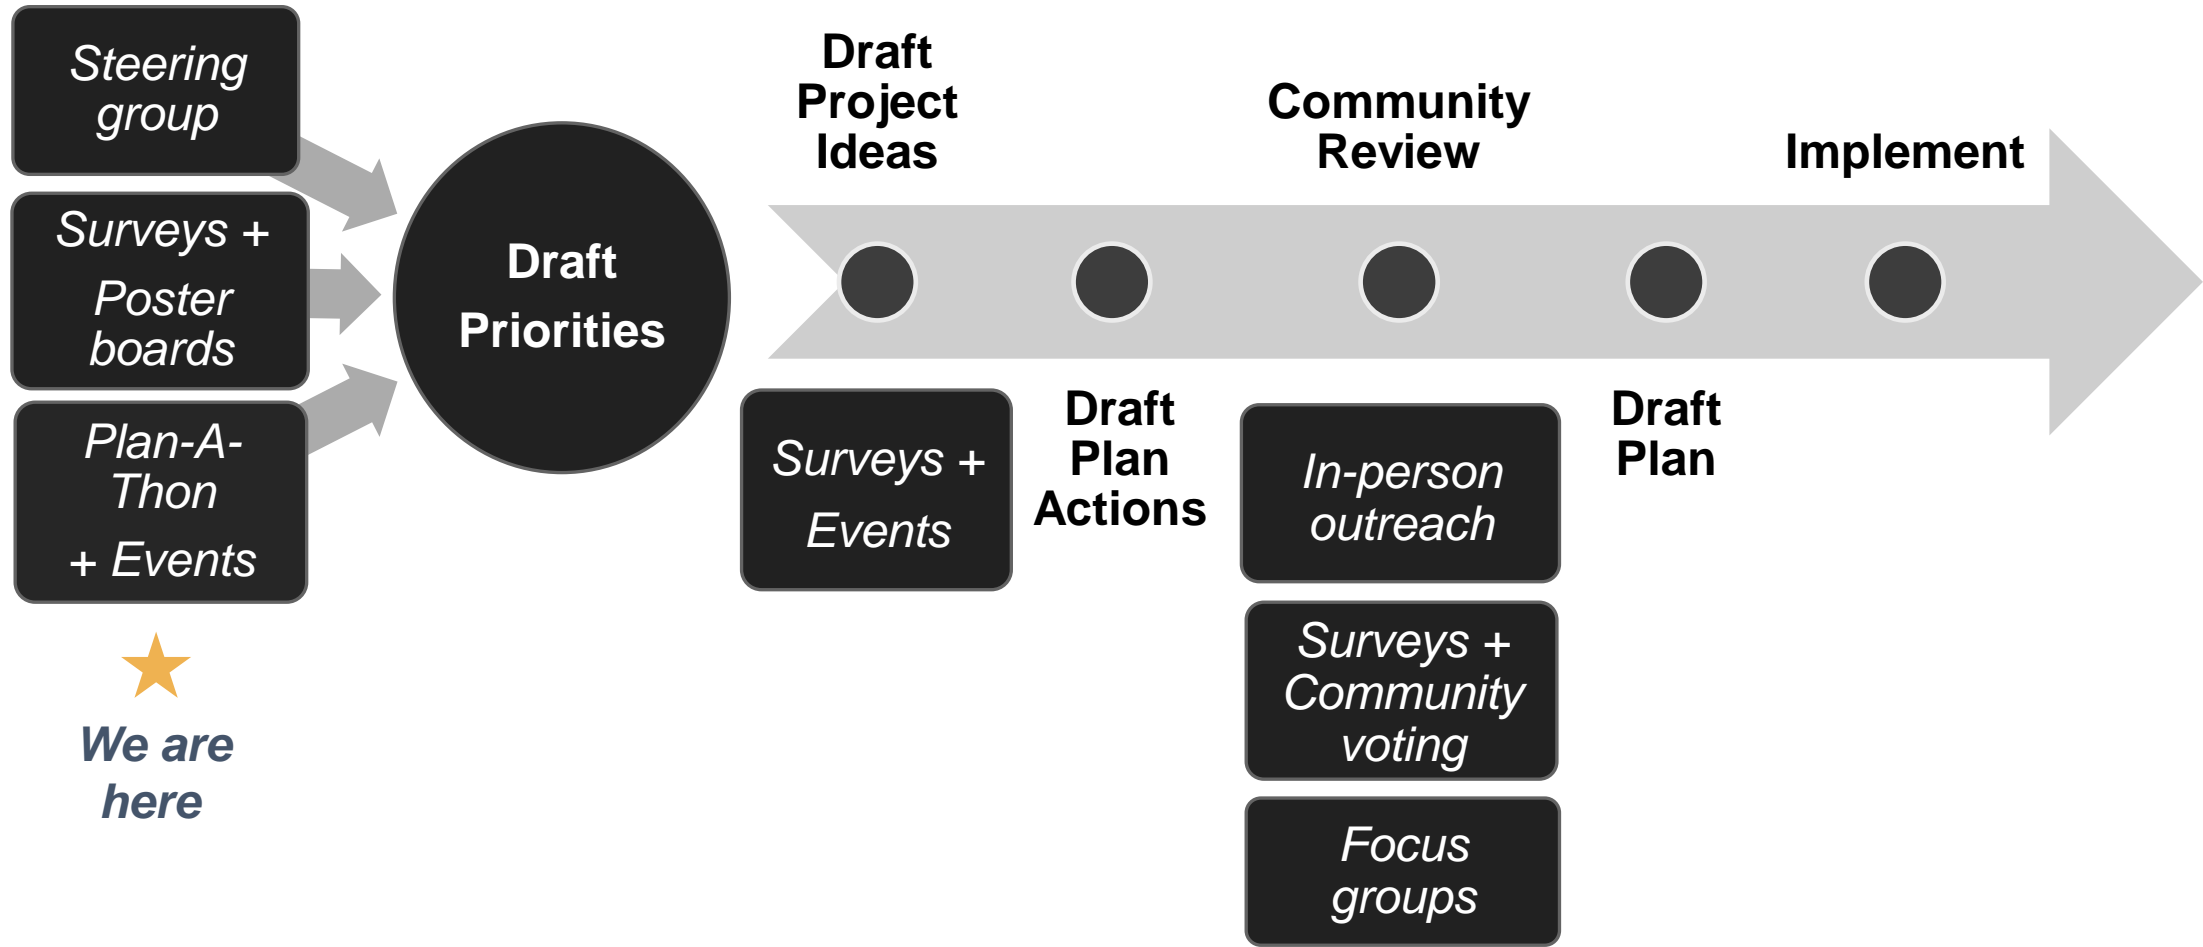 Steering
group
Surveys +
Poster
boards
Plan-A-
Thon
+ Events
We are
here
Draft
Priorities
Draft
Project
Ideas
Surveys +
Events
Draft
Plan
Actions
Community
Review
In-person
outreach
Surveys +
Community
voting
Focus
groups
Draft
Plan
Implement